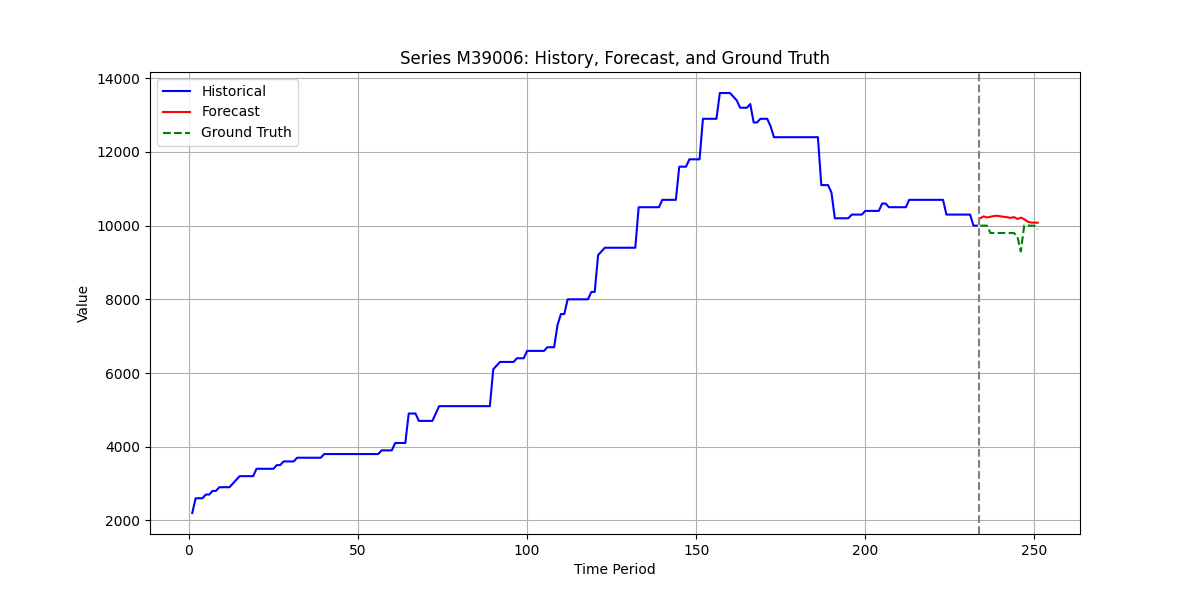 Series M39006: History, Forecast, and Ground Truth
14000
12000
10000
8000
6000
4000
2000
Value
Historical
Forecast
Ground Truth
0
50
100
150
200
250
Time Period